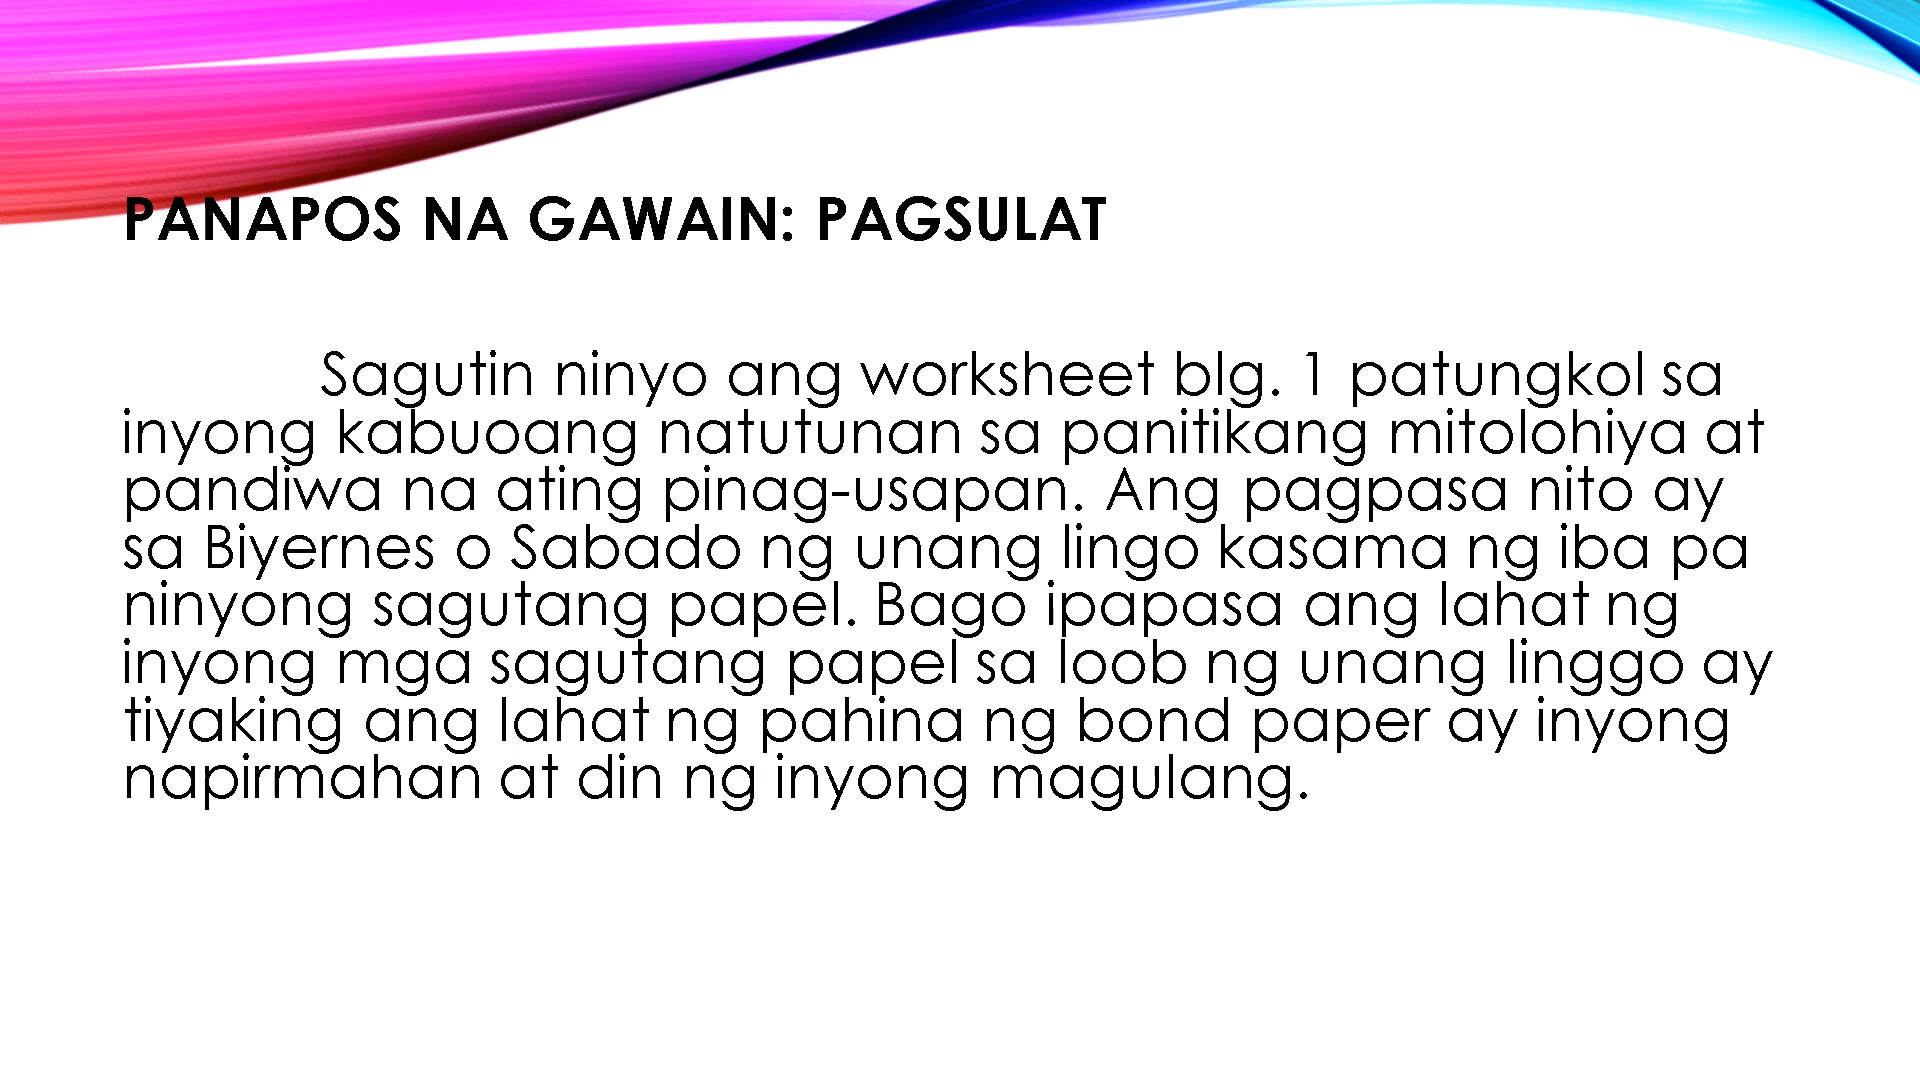 PANAPOS NA GAWAIN: PAGSULAT
Sagutin ninyo ang worksheet blg. 1 patungkol sa
inyong kabuoang natutunan sa panitikang mitolohiya at
pandiwa na ating pinag-usapan. Ang pagpasa nito ay
sa Biyernes o Sabado ng unang lingo kasama ng iba pa
ninyong sagutang papel. Bago ipapasa ang lahat ng
inyong mga sagutang papel sa loob ng unang linggo ay
tiyaking ang lahat ng pahina ng bond paper ay inyong
napirmahan at din ng inyong magulang.